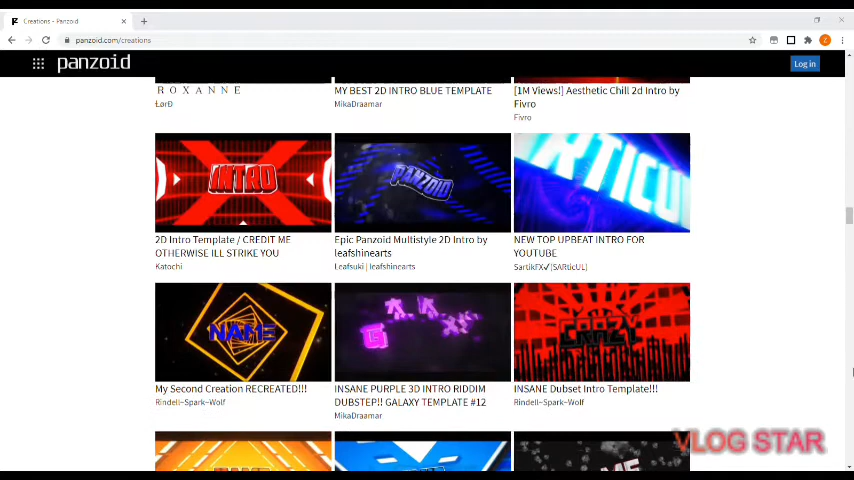 Creations - Panzoid
panzoid.com/creations
Z
panzoid
Log in
R O X A N N E
ŁørĐ
MY BEST 2D INTRO BLUE TEMPLATE
MikaDraamar
[1M Views!] Aesthetic Chill 2d Intro by
Fivro
Fivro
INTRO
PANZOID
RTICUL
2D Intro Template / CREDIT ME
OTHERWISE ILL STRIKE YOU
Katochi
Epic Panzoid Multistyle 2D Intro by
leafshinearts
Leafsuki | leafshinearts
NEW TOP UPBEAT INTRO FOR
YOUTUBE
SartikFX✓[SARticUL]
NAME
CRAZY
My Second Creation RECREATED!!!
Rindell~Spark~Wolf
INSANE PURPLE 3D INTRO RIDDIM
DUBSTEP!! GALAXY TEMPLATE #12
MikaDraamar
INSANE Dubset Intro Template!!!
Rindell~Spark~Wolf
VLOG STAR